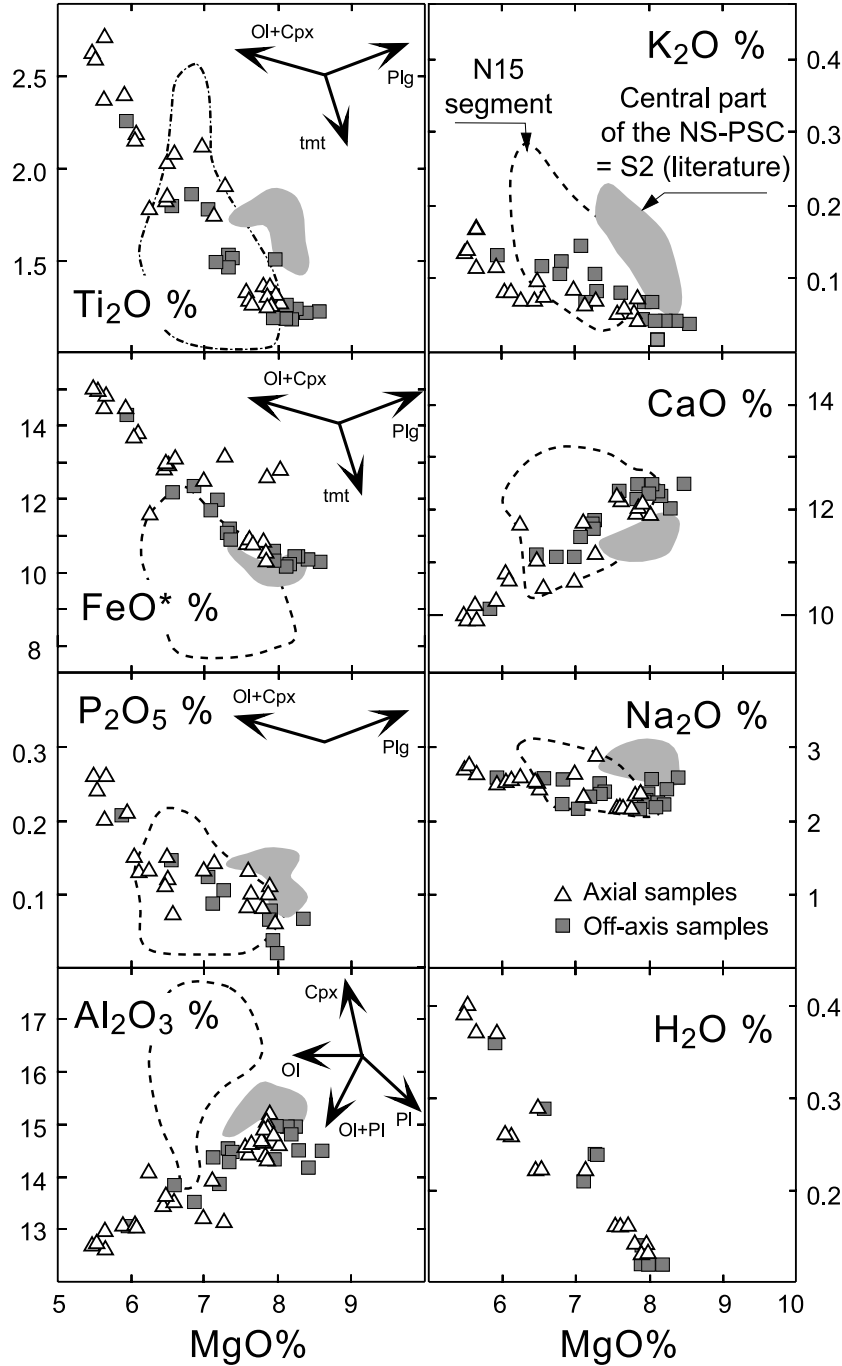 Ol+Cpx
Plg
tmt
2.5
2.0
1.5
Ti₂O %
K₂O %
N15
segment
Central part
of the NS-PSC
= S2 (literature)
0.4
0.3
0.2
0.1
Ol+Cpx
Plg
tmt
14
12
10
8
FeO* %
CaO %
14
12
10
P₂O₅ %
Ol+Cpx
Plg
0.3
0.2
0.1
Na₂O %
3
2
1
Axial samples
Off-axis samples
Al₂O₃ %
Cpx
Ol
Ol+Pl
Pl
17
16
15
14
13
H₂O %
0.4
0.3
0.2
5 6 7 8 9
6 7 8 9 10
MgO%
MgO%